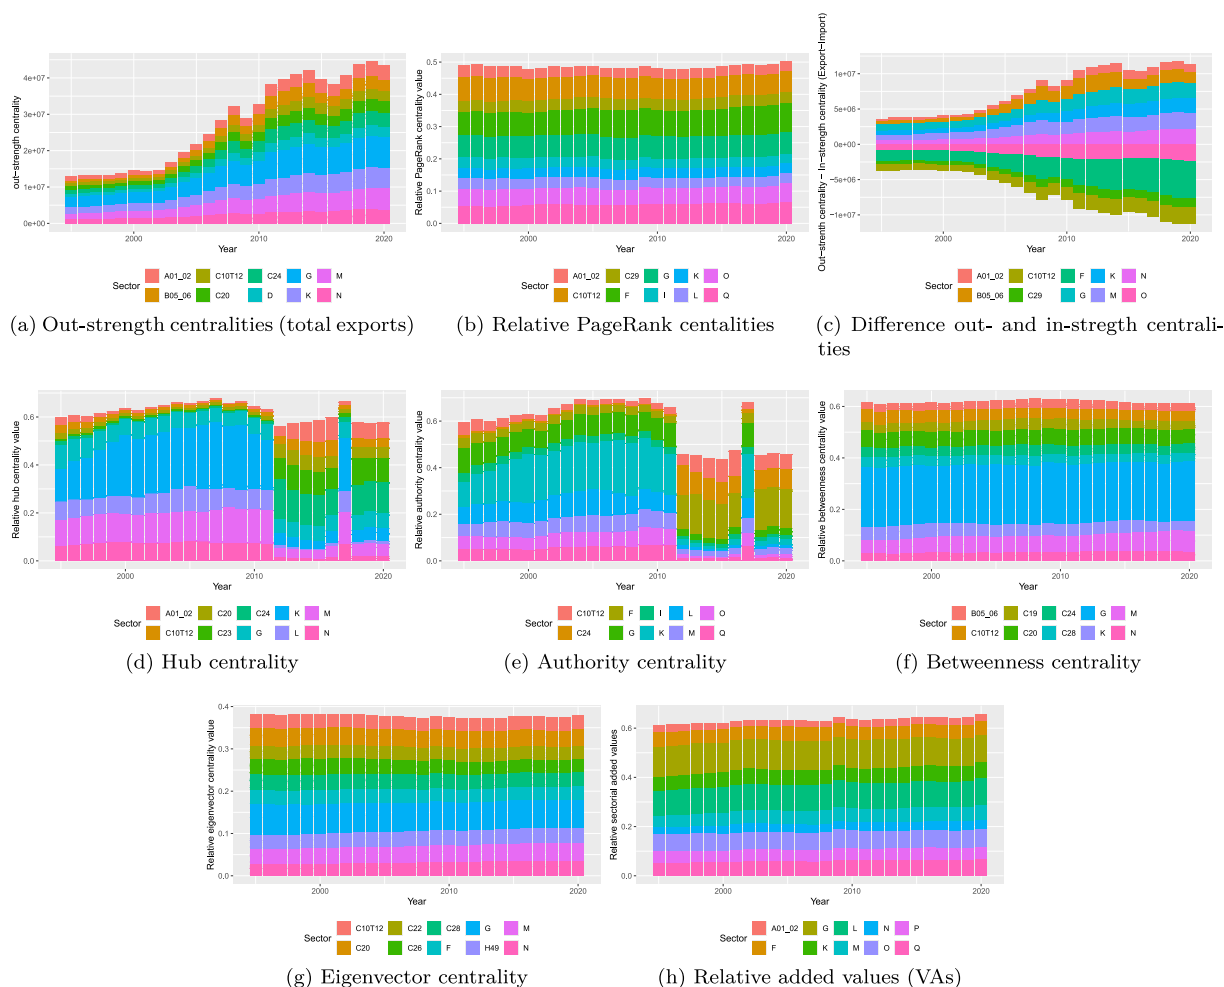 out−strength centrality
4e+07
3e+07
2e+07
1e+07
0e+00
2000
2010
2020
Year
Sector
A01_02
C10T12
C24
G
M
B05_06
C20
D
K
N
(a) Out-strength centralities (total exports)
Relative PageRank centrality value
0.5
0.4
0.3
0.2
0.1
0.0
2000
2010
2020
Year
Sector
A01_02
C29
G
K
O
C10T12
F
I
L
Q
(b) Relative PageRank centalities
Out−strenth centrality − In−strength centrality (Export−Import)
1e+07
5e+06
0e+00
−5e+06
−1e+07
2000
2010
2020
Year
Sector
A01_02
C10T12
F
K
N
B05_06
C29
G
M
O
(c) Difference out- and in-stregth centrali-
ties
Relative hub centrality value
0.6
0.4
0.2
0.0
2000
2010
2020
Year
Sector
A01_02
C20
C24
K
M
C10T12
C23
G
L
N
(d) Hub centrality
Relative authority centrality value
0.6
0.4
0.2
0.0
2000
2010
2020
Year
Sector
C10T12
F
I
L
O
C24
G
K
M
Q
(e) Authority centrality
Relative betweenness centrality value
0.6
0.4
0.2
0.0
2000
2010
2020
Year
Sector
B05_06
C19
C24
G
M
C10T12
C20
C28
K
N
(f) Betweenness centrality
Relative eigenvector centrality value
0.4
0.3
0.2
0.1
0.0
2000
2010
2020
Year
Sector
C10T12
C22
C28
G
M
C20
C26
F
H49
N
(g) Eigenvector centrality
Relative sectorial added values
0.6
0.4
0.2
0.0
2000
2010
2020
Year
Sector
A01_02
G
L
N
P
F
K
M
O
Q
(h) Relative added values (VAs)